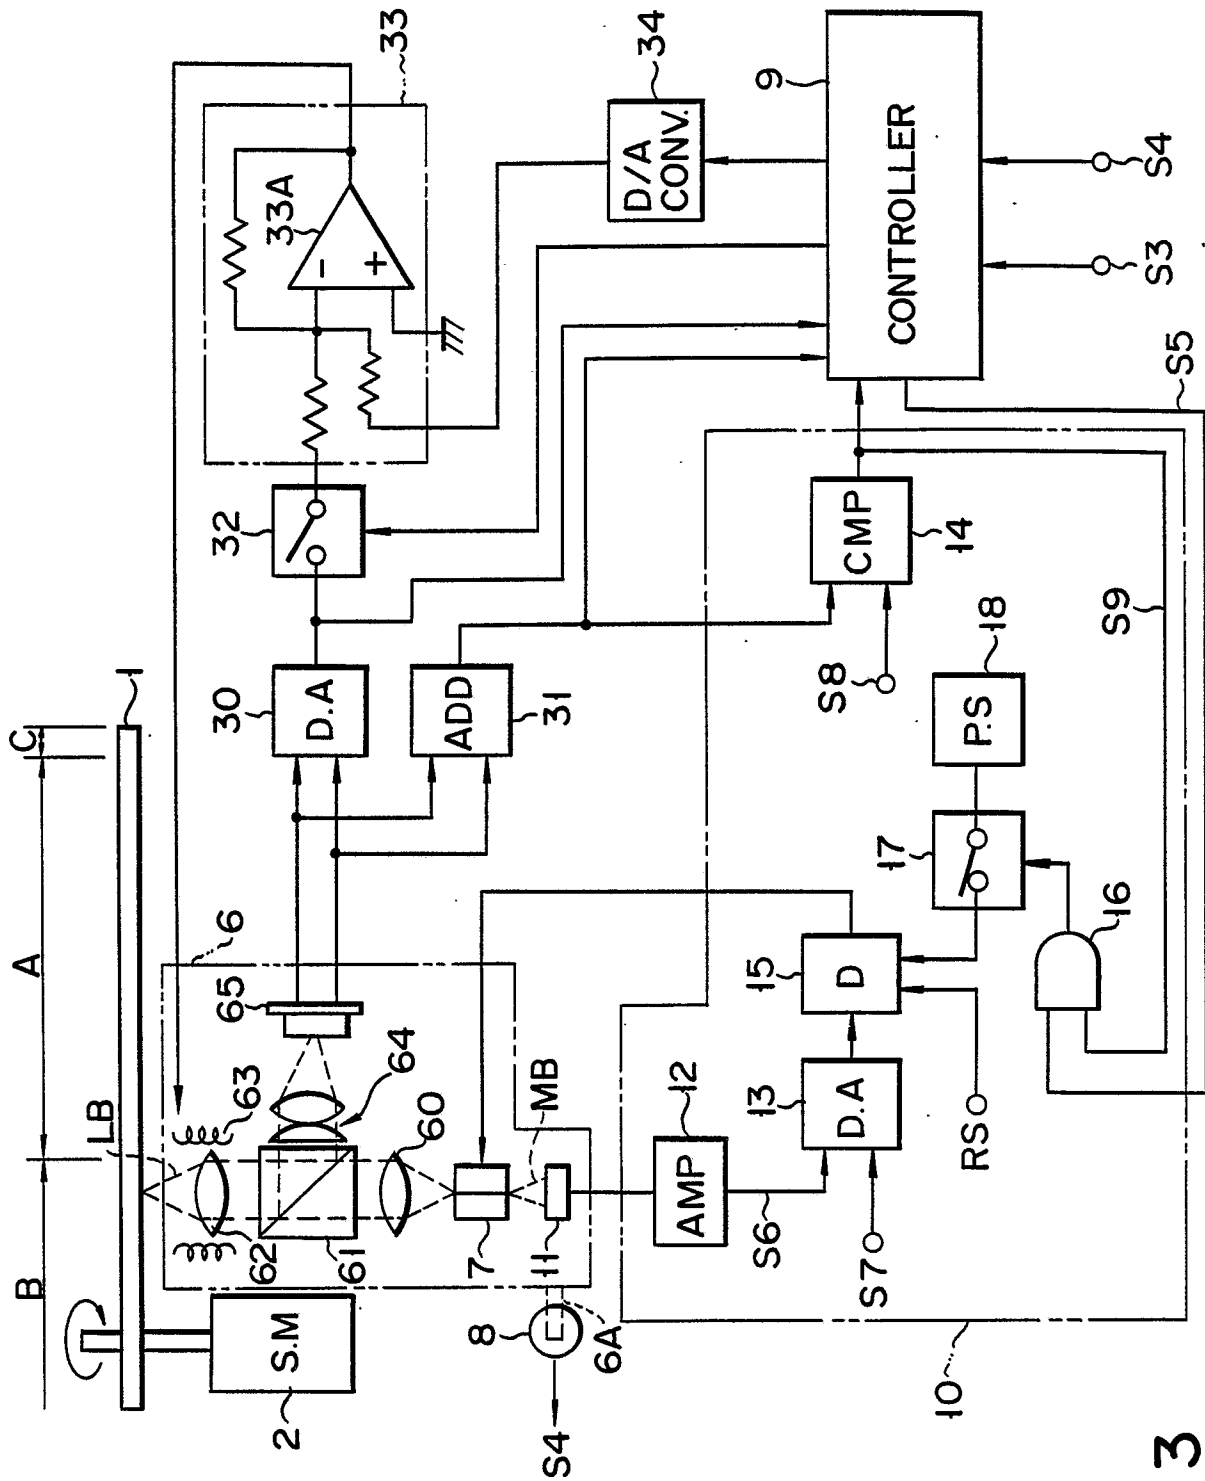 C
A
B
1
LB
63
6
65
64
62
61
60
MB
7
11
8
6A
S4
S.M
2
30
D.A
ADD
31
32
33
33A
−
+
34
D/A
CONV.
9
CONTROLLER
S4
S3
S5
CMP
14
S8
S9
P.S
18
17
16
15
D
13
D.A
12
AMP
S6
S7
RS
10
3